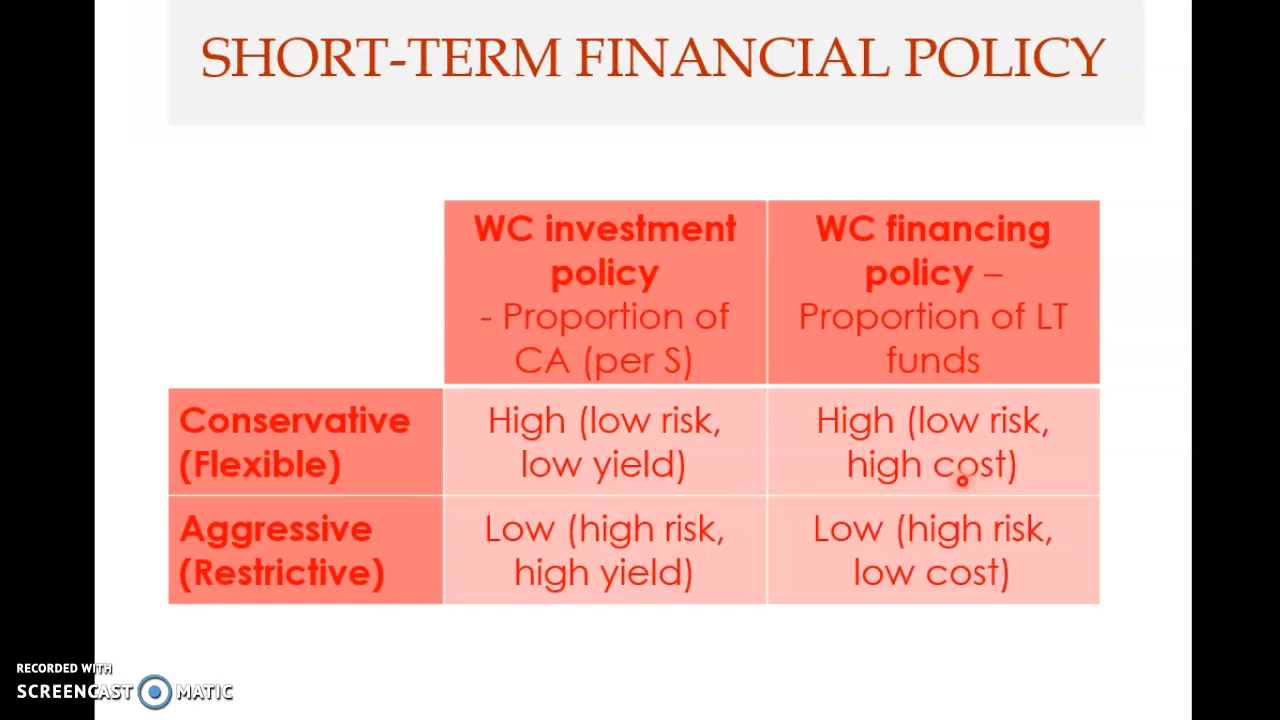 SHORT-TERM FINANCIAL POLICY
WC investment
policy
- Proportion of
CA (per S)
WC financing
policy –
Proportion of LT
funds
Conservative
(Flexible)
High (low risk,
low yield)
High (low risk,
high cost)
Aggressive
(Restrictive)
Low (high risk,
high yield)
Low (high risk,
low cost)
RECORDED WITH
SCREENCAST MATIC